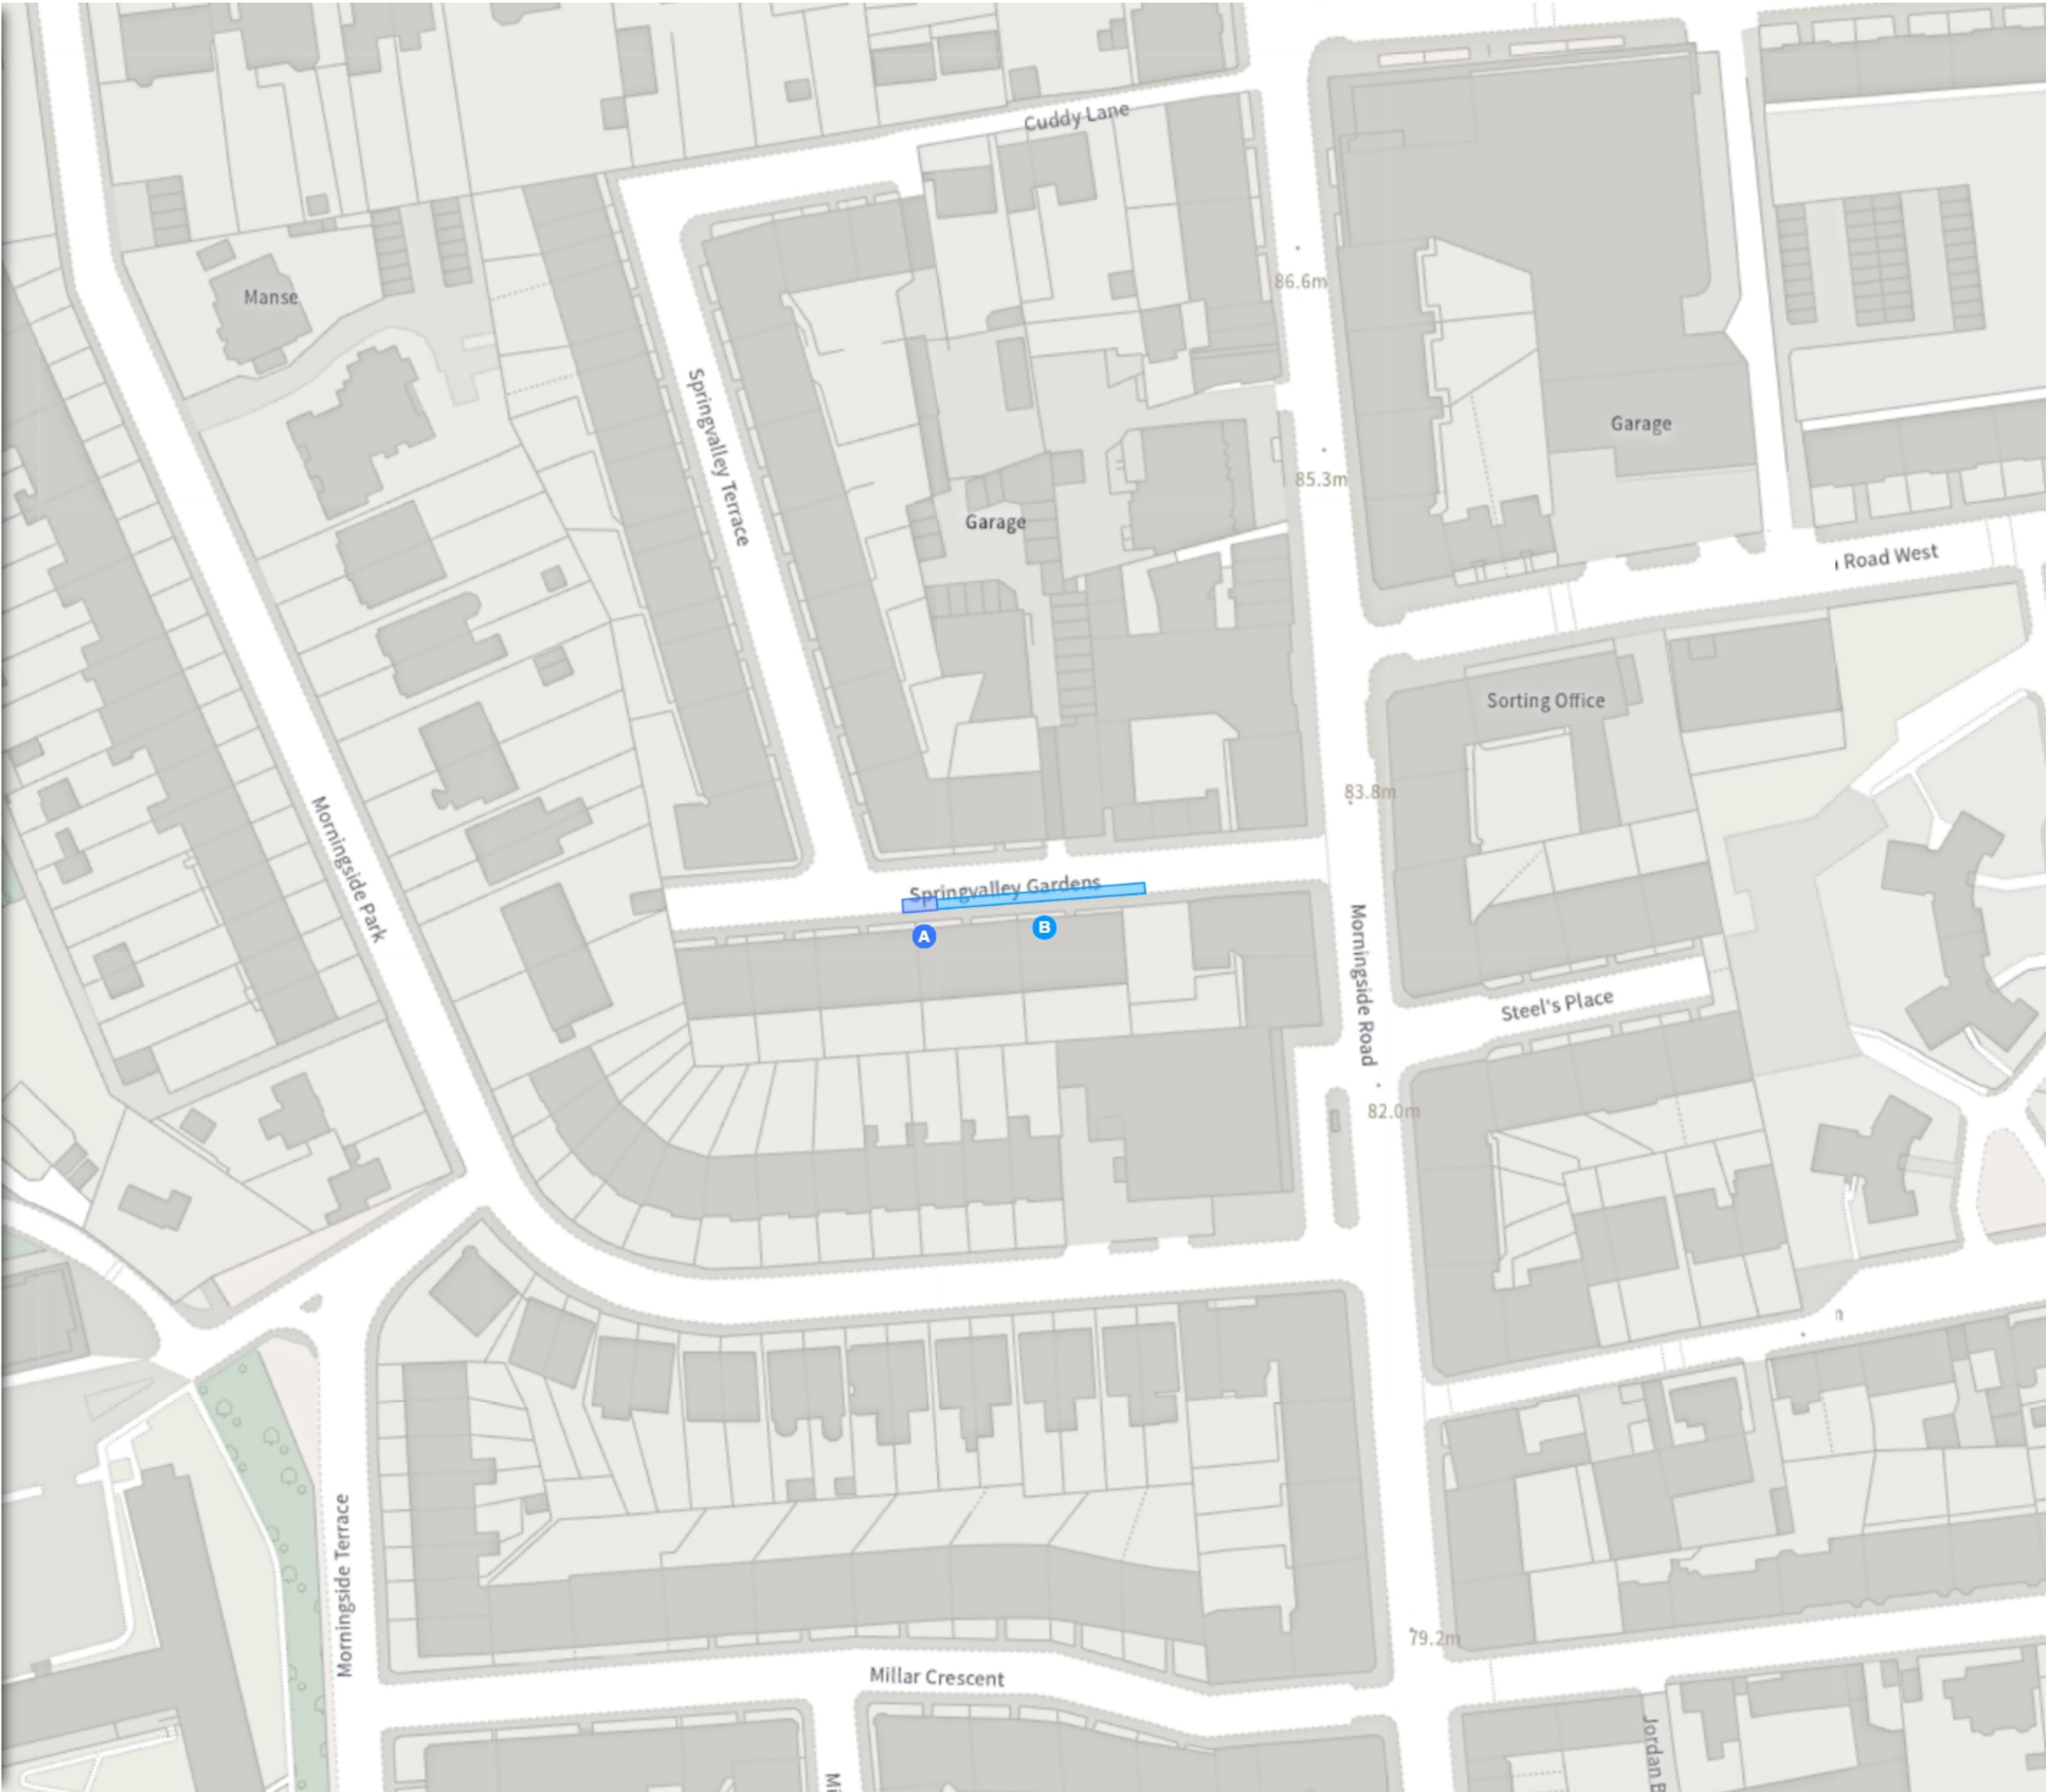 Cuddy Lane
86.6m
Manse
Springvalley Terrace
Garage
85.3m
Garage
Road West
Sorting Office
83.8m
Morningside Park
Springvalley Gardens
A
B
Morningside Road
Steel's Place
82.0m
Morningside Terrace
79.2m
Millar Crescent
Jordan